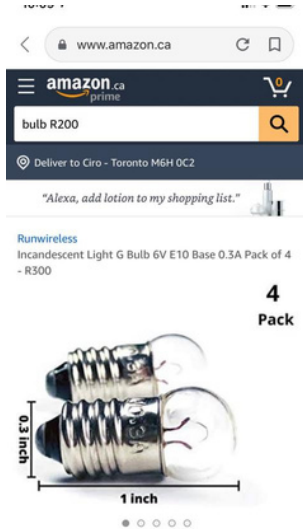 www.amazon.ca
amazon.ca
prime
0
bulb R200
Deliver to Ciro - Toronto M6H 0C2
“Alexa, add lotion to my shopping list.”
Runwireless
Incandescent Light G Bulb 6V E10 Base 0.3A Pack of 4
- R300
4
Pack
0.3 inch
1 inch